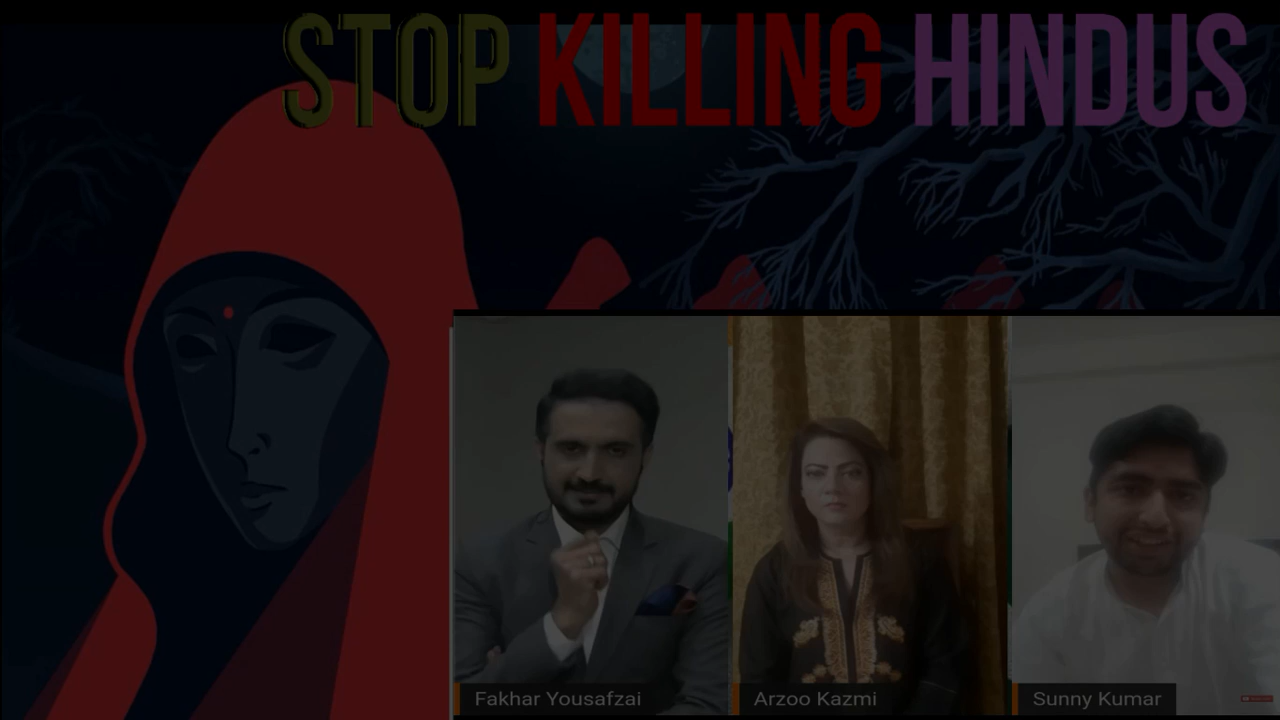 STOP KILLING HINDUS
Fakhar Yousafzai
Arzoo Kazmi
Sunny Kumar